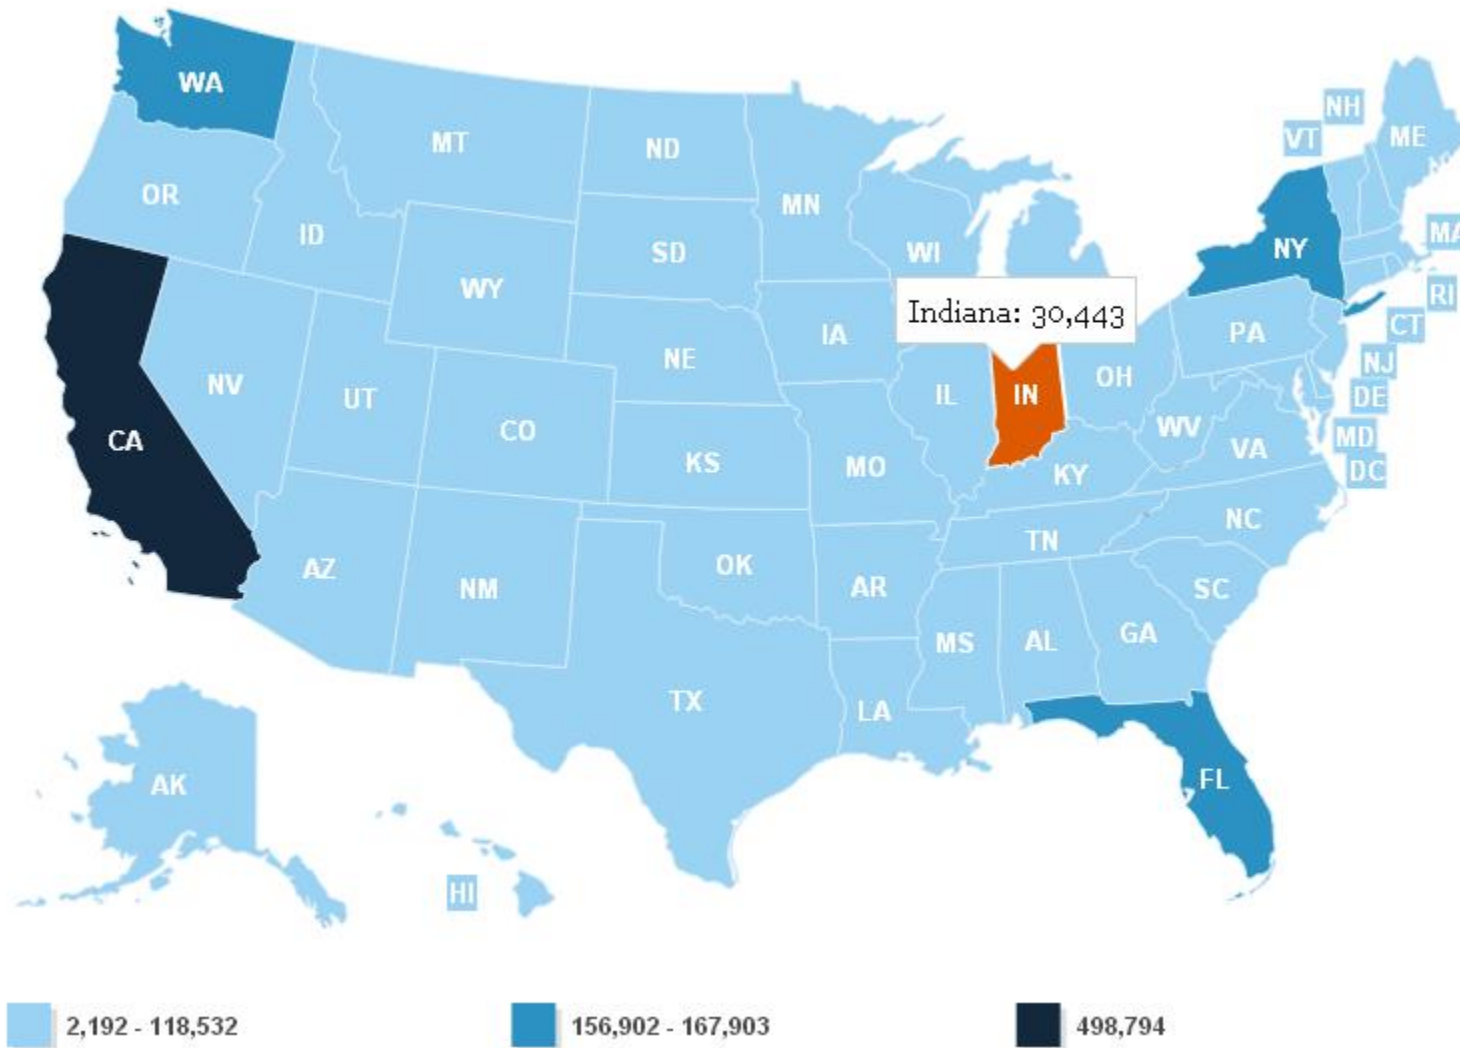 WA
NH
VT
ME
MT
ND
OR
MN
ID
SD
WI
NY
MA
WY
RI
Indiana: 30,443
CT
IA
PA
NE
NJ
NV
UT
IL
IN
OH
DE
CO
WV
MD
CA
VA
KS
MO
KY
DC
NC
TN
AZ
OK
NM
AR
SC
MS
AL
GA
TX
LA
AK
FL
HI
2,192 - 118,532
156,902 - 167,903
498,794